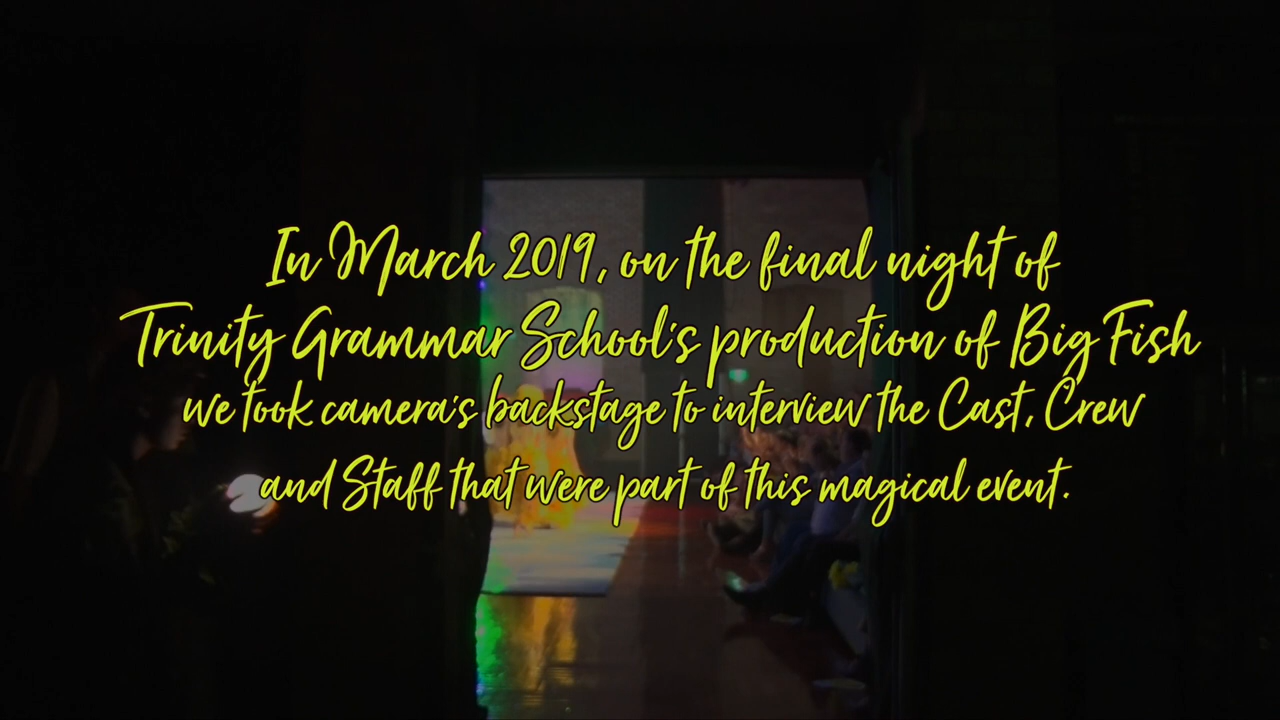 In March 2019, on the final night of
Trinity Grammar School's production of Big Fish
we took camera's backstage to interview the Cast, Crew
and Staff that were part of this magical event.